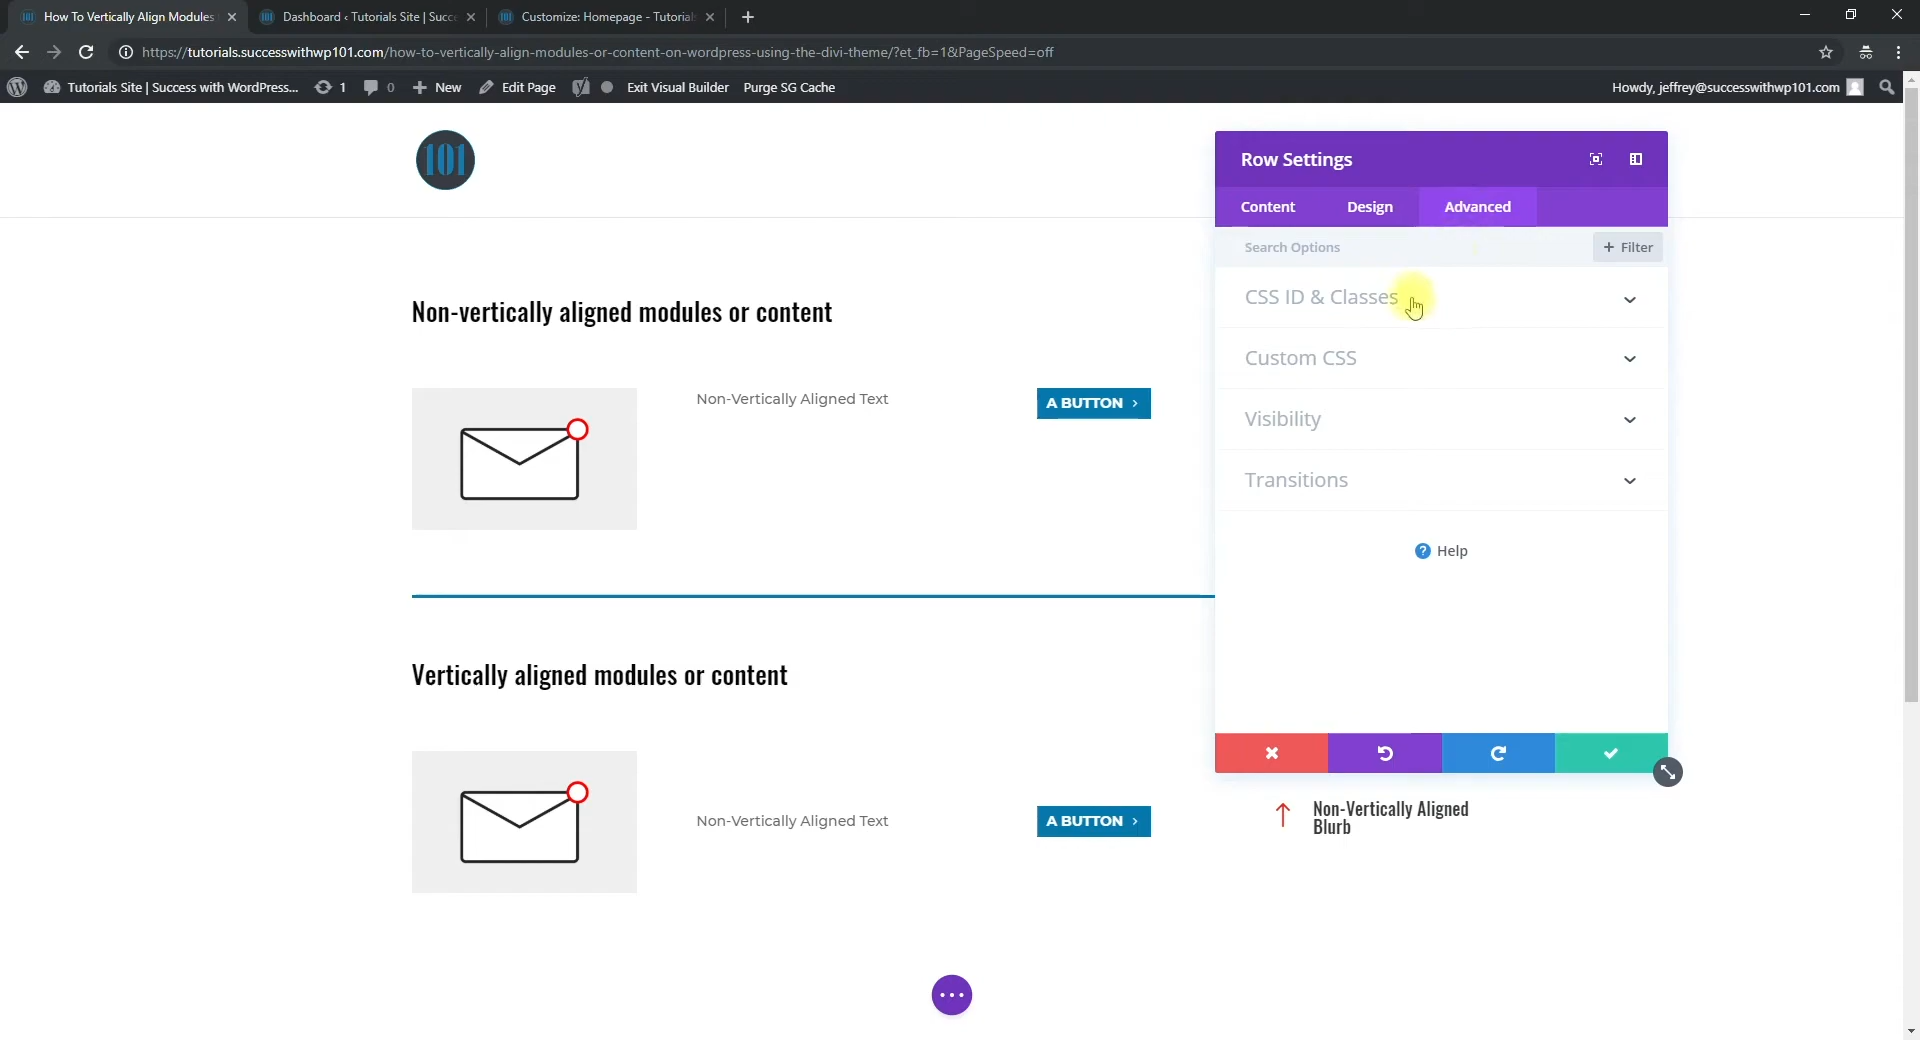 How To Vertically Align Modules
Dashboard ‹ Tutorials Site | Succe
Customize: Homepage - Tutorials
https://tutorials.successwithwp101.com/how-to-vertically-align-modules-or-content-on-wordpress-using-the-divi-theme/?et_fb=1&PageSpeed=off
Tutorials Site | Success with WordPress... 1 0 New Edit Page Exit Visual Builder Purge SG Cache
Howdy, jeffrey@successwithwp101.com
101
Row Settings
Content Design Advanced
Search Options + Filter
CSS ID & Classes
Custom CSS
Visibility
Transitions
? Help
Non-vertically aligned modules or content
Non-Vertically Aligned Text
A BUTTON >
Vertically aligned modules or content
Non-Vertically Aligned Text
A BUTTON >
Non-Vertically Aligned
Blurb